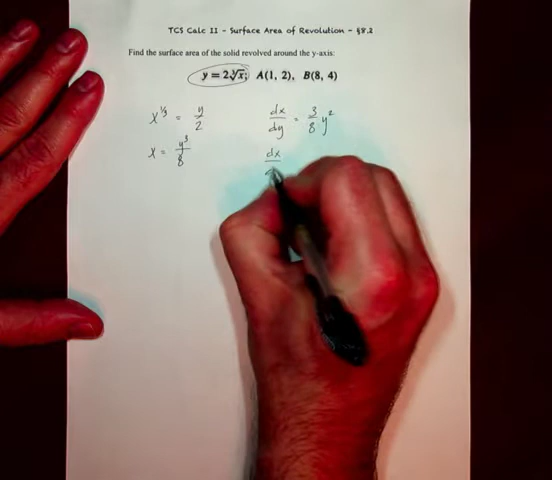 TCS Calc II - Surface Area of Revolution - §8.2
Find the surface area of the solid revolved around the y-axis:
y = 2∛x; A(1, 2), B(8, 4)
x^{1/3} = y/2
dx/dy = 3/8 y²
x = y³/8
dx